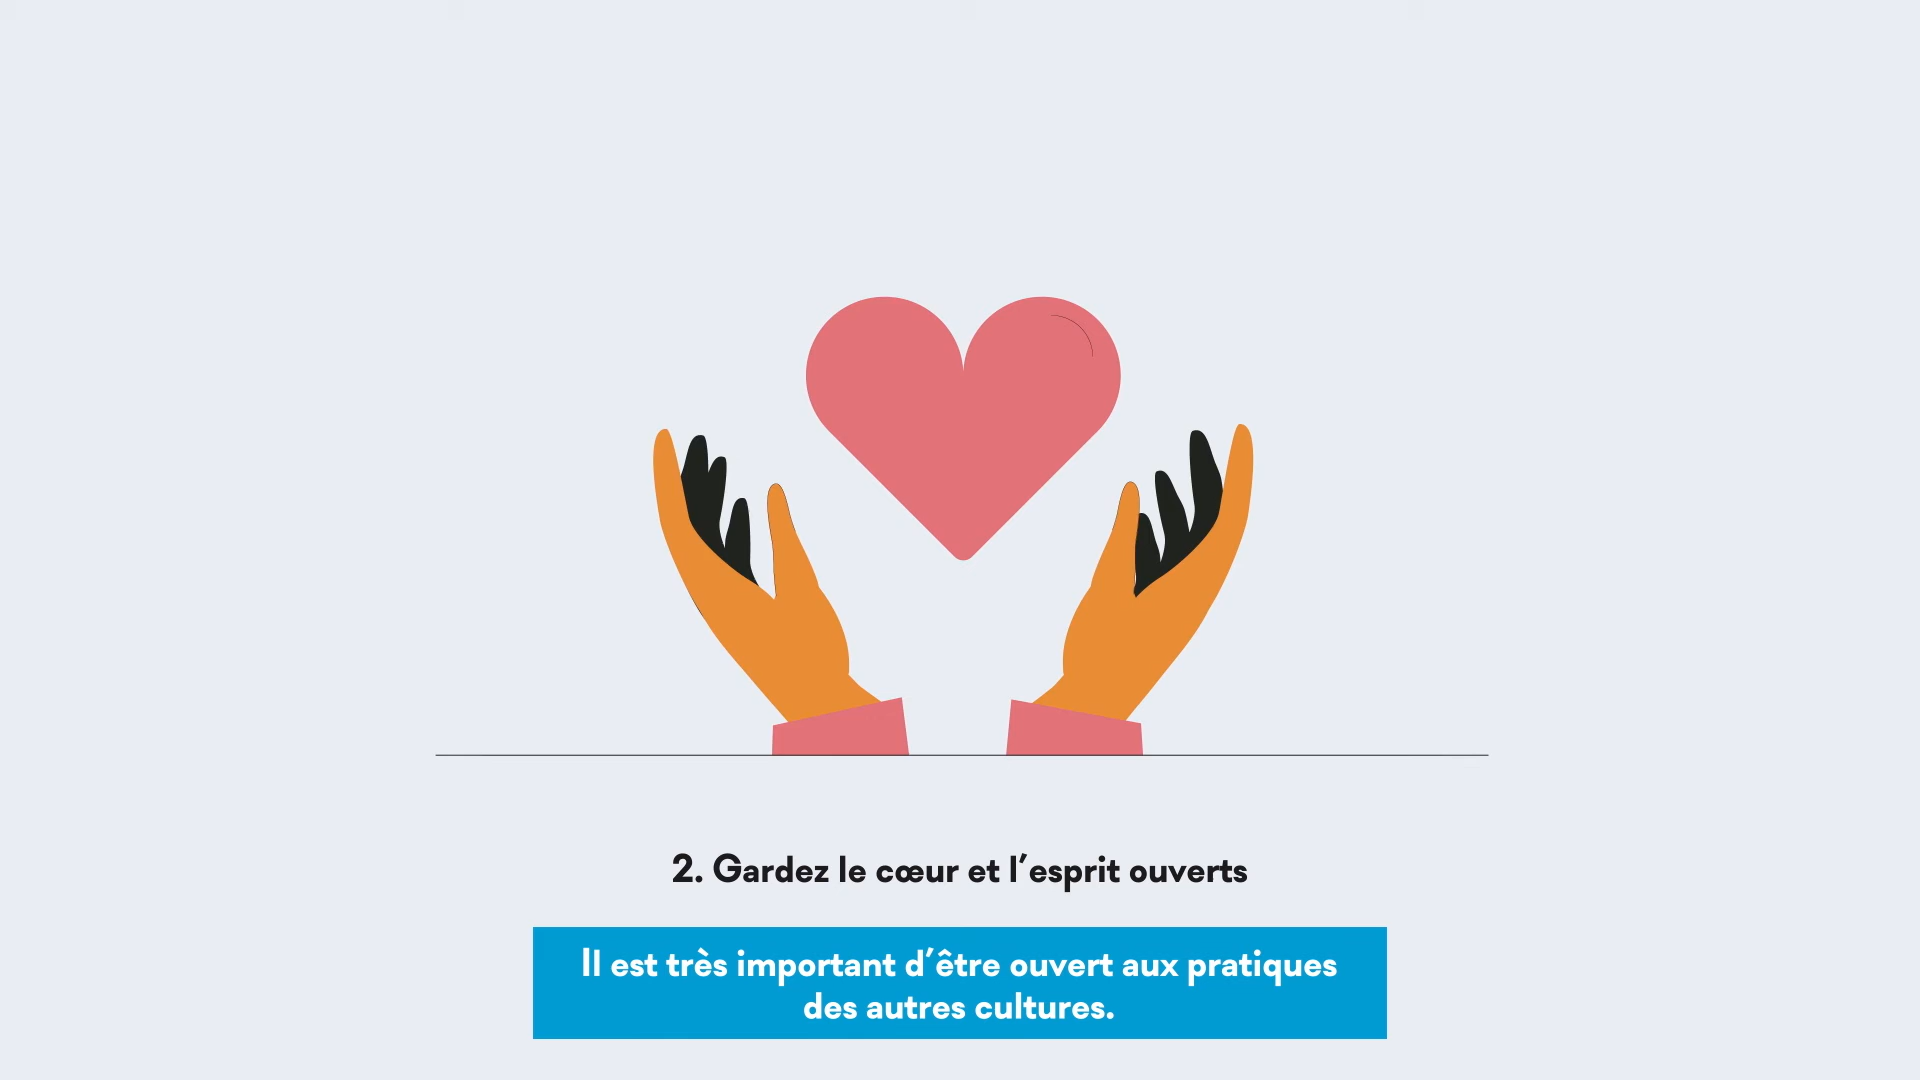 2. Gardez le cœur et l’esprit ouverts
Il est très important d’être ouvert aux pratiques
des autres cultures.